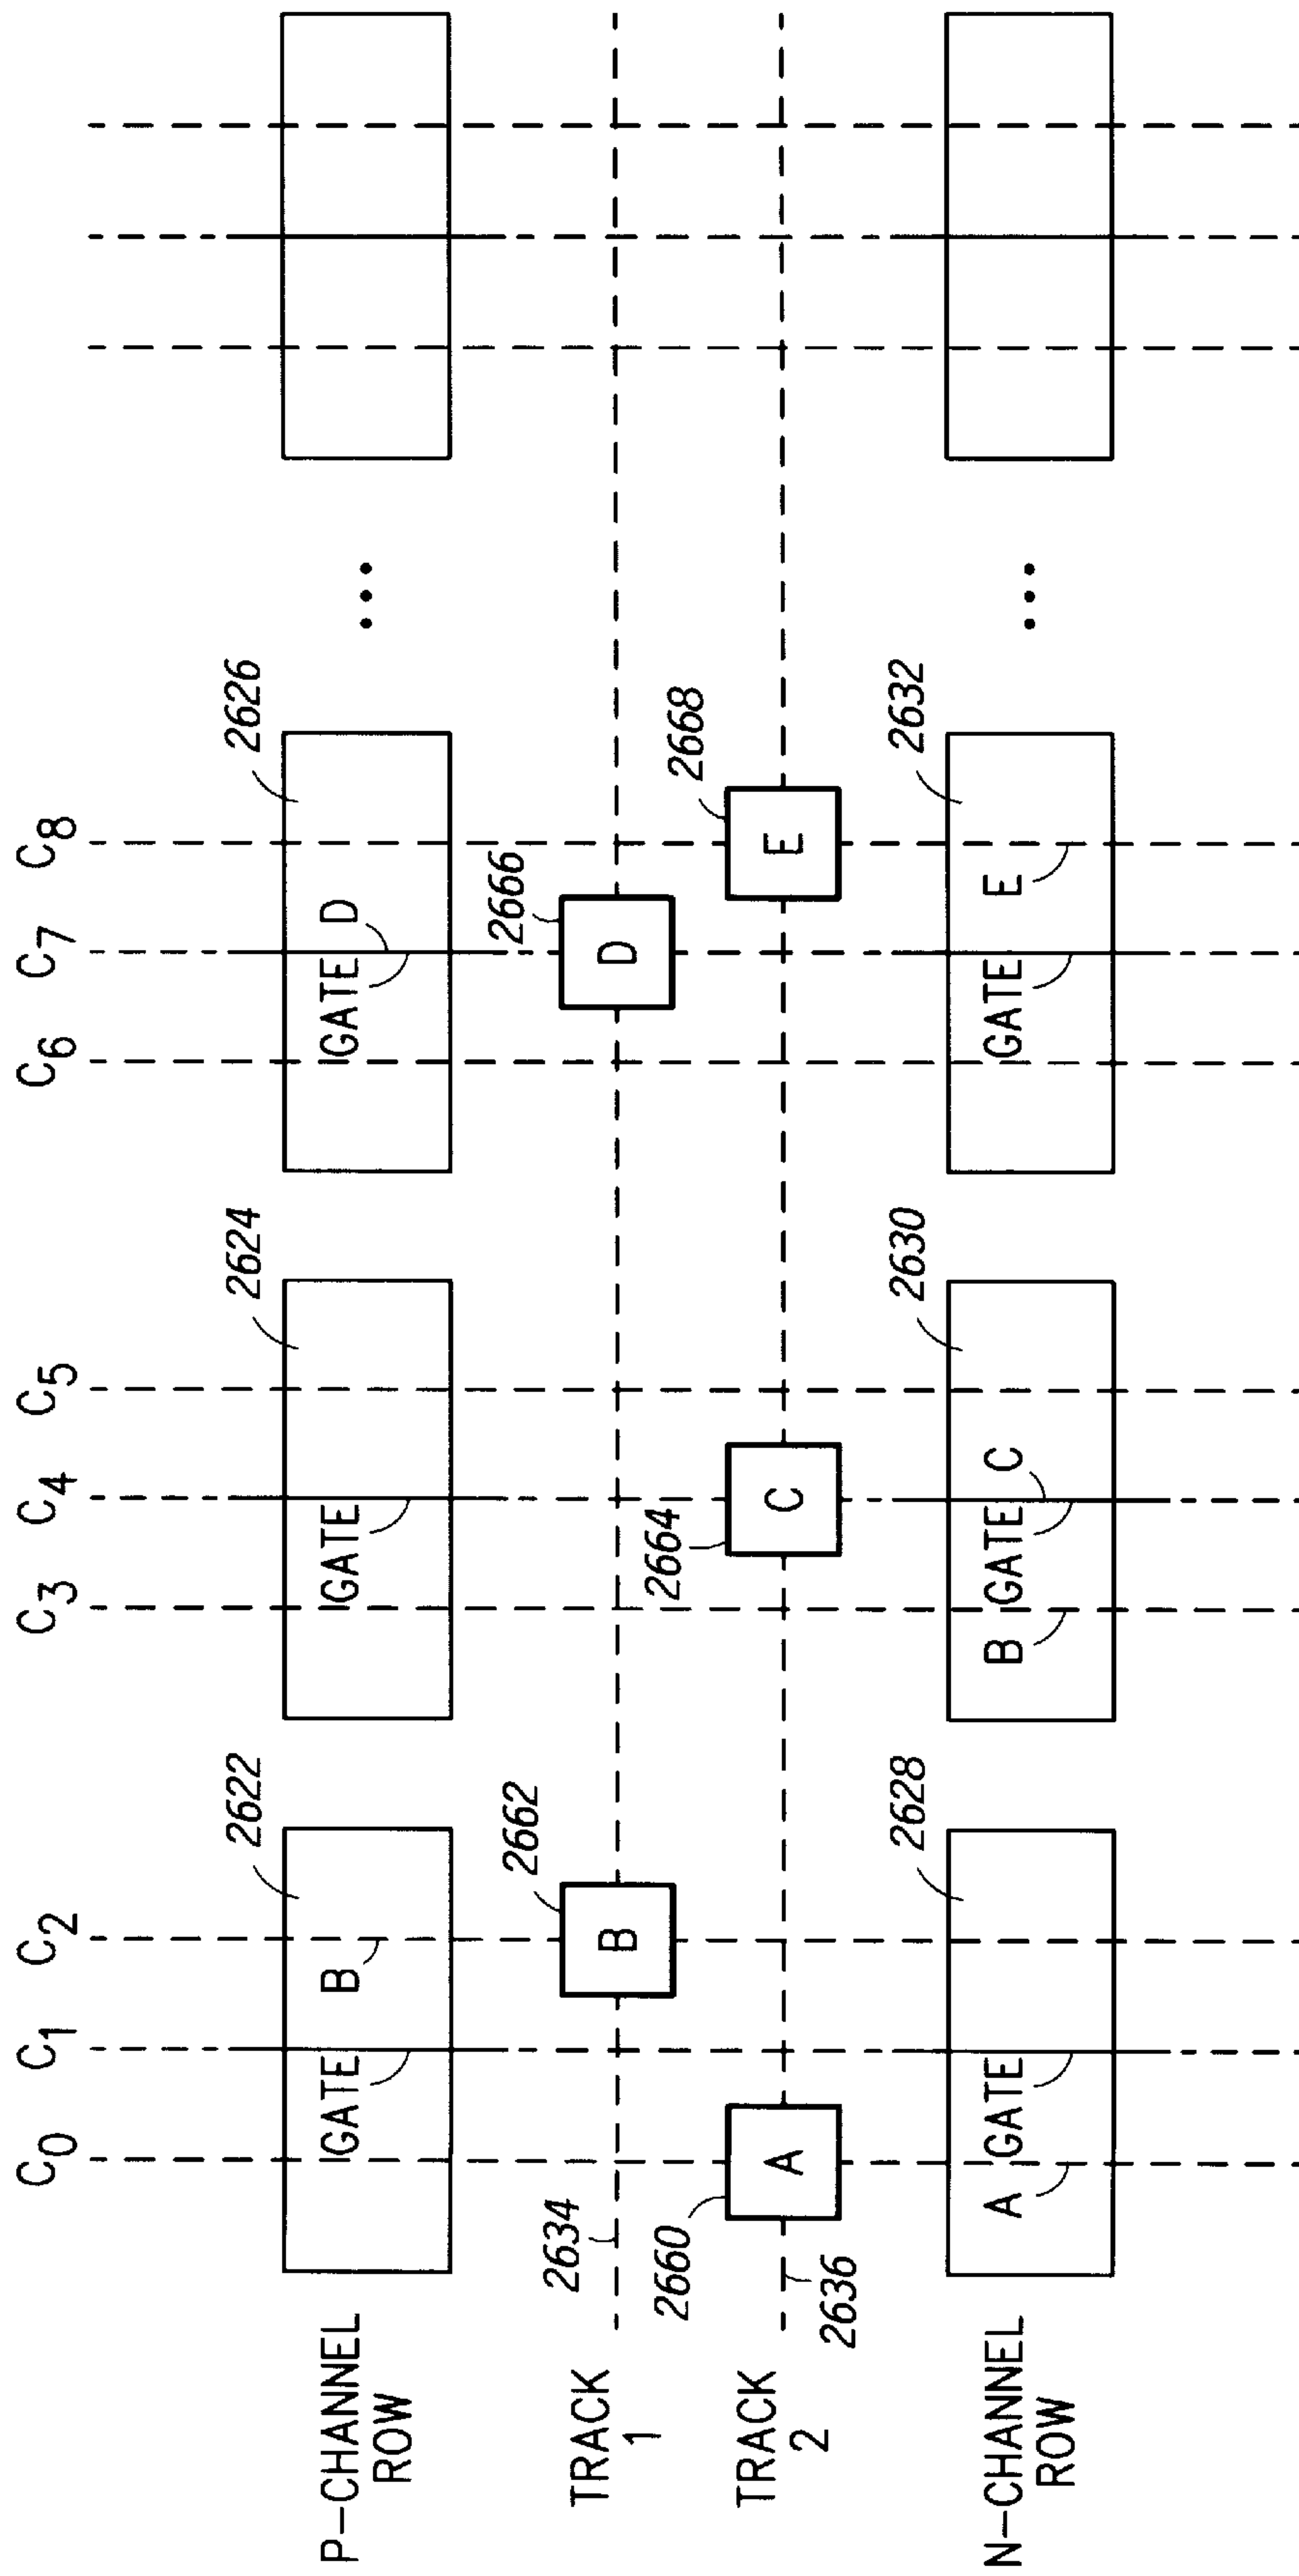 C0 C1 C2 C3 C4 C5 C6 C7 C8
2622 2624 2626
P-CHANNEL
ROW
GATE B GATE GATE D
2634 2662 2666
TRACK
1
B D
2660 2664 2668
TRACK
2
A C E
2636
2628 2630 2632
N-CHANNEL
ROW
A GATE B GATE C GATE E